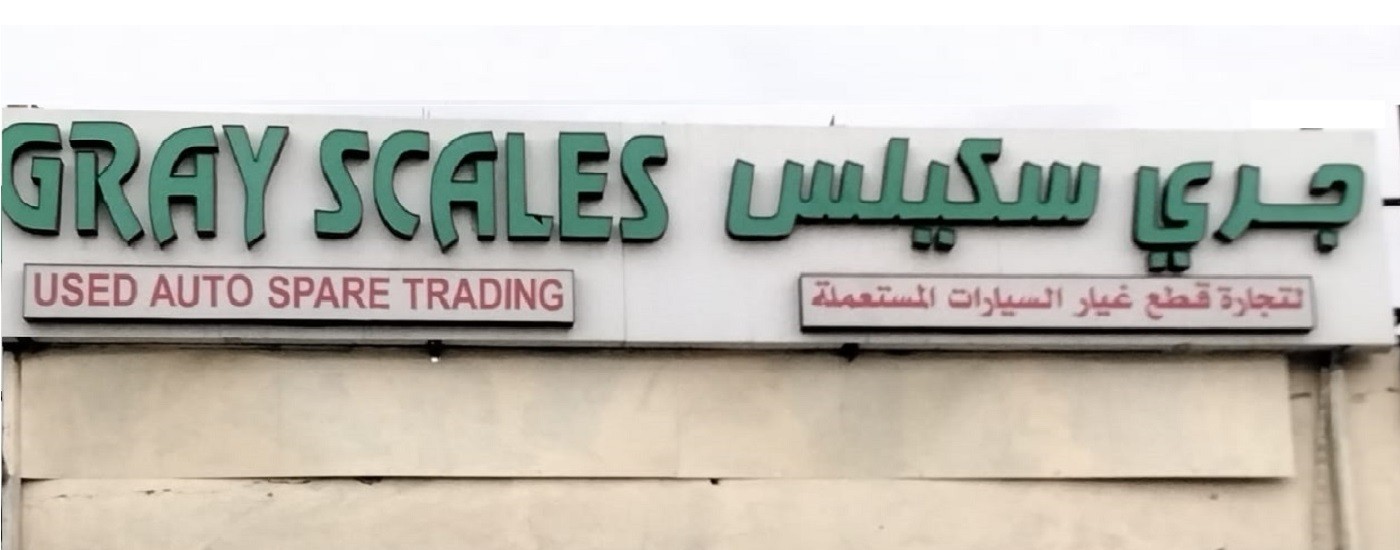 GRAY SCALES
جري سكيلس
USED AUTO SPARE TRADING
لتجارة قطع غيار السيارات المستعملة